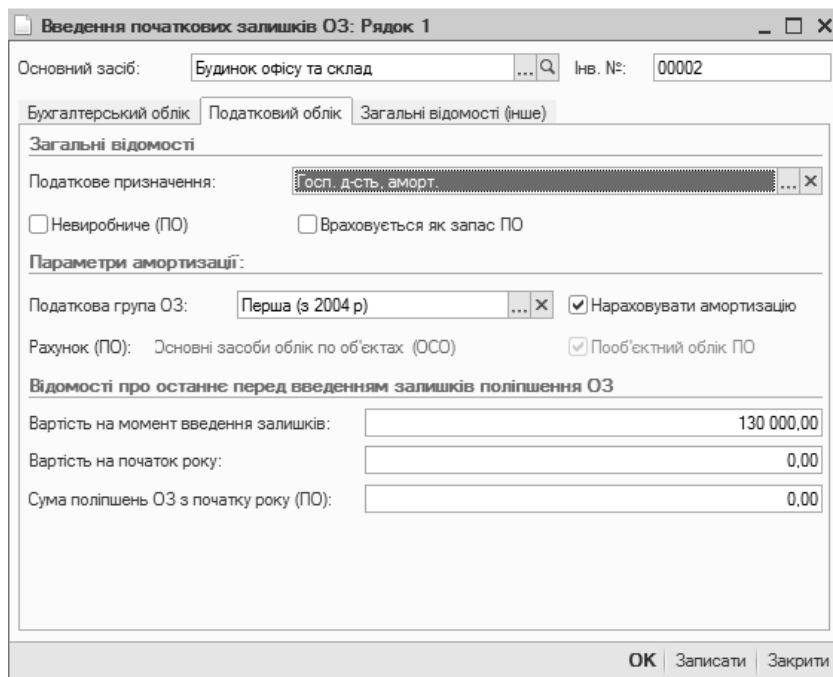 Введення початкових залишків ОЗ: Рядок 1
Основний засіб: Будинок офісу та склад ... Інв. №: 00002
Бухгалтерський облік Податковий облік Загальні відомості (інше)
Загальні відомості
Податкове призначення: Госп. д-сть, аморт. ...
Невиробниче (ПО) Враховується як запас ПО
Параметри амортизації:
Податкова група ОЗ: Перша (з 2004 р) ... Нараховувати амортизацію
Рахунок (ПО): Основні засоби облік по об'єктах (ОСО) Пооб'єктний облік ПО
Відомості про останнє перед введенням залишків поліпшення ОЗ
Вартість на момент введення залишків: 130 000,00
Вартість на початок року: 0,00
Сума поліпшень ОЗ з початку року (ПО): 0,00
ОК Записати Закрити